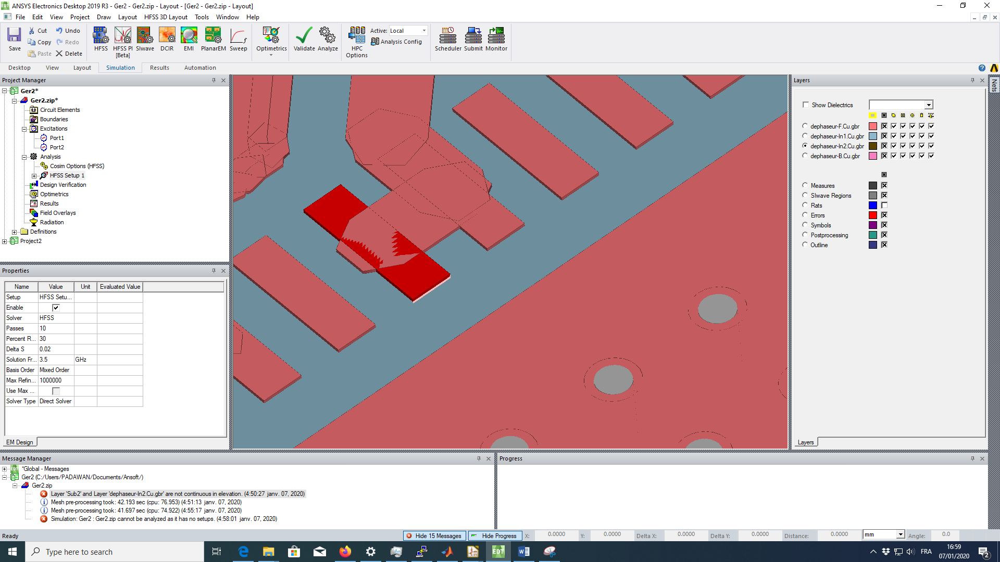 ANSYS Electronics Desktop 2019 R3 - Ger2 - Ger2.zip - Layout - [Ger2 - Ger2.zip - Layout]
File Edit View Project Draw Layout HFSS 3D Layout Tools Window Help
Save
Cut
Copy
Paste
Undo
Redo
Delete
HFSS
HFSS PI [Beta]
SIwave
DCIR
EMI
PlanarEM
Sweep
Optimetrics
Validate
Analyze
HPC Options
Active: Local
Analysis Config
Scheduler
Submit
Monitor
Desktop View Layout Simulation Results Automation
Project Manager
Ger2*
Ger2.zip*
Circuit Elements
Boundaries
Excitations
Port1
Port2
Analysis
Cosim Options (HFSS)
HFSS Setup 1
Design Verification
Optimetrics
Results
Field Overlays
Radiation
Definitions
Project2
Properties
Name Value Unit Evaluated Value
Setup HFSS Setu...
Enable
Solver HFSS
Passes 10
Percent R... 30
Delta S 0.02
Solution Fr... 3.5 GHz
Basis Order Mixed Order
Max Refin... 1000000
Use Max ...
Solver Type Direct Solver
EM Design
Layers
Nets
Show Dielectrics
dephaseur-F.Cu.gbr
dephaseur-In1.Cu.gbr
dephaseur-In2.Cu.gbr
dephaseur-B.Cu.gbr
Measures
SIwave Regions
Rats
Errors
Symbols
Postprocessing
Outline
Layers
Message Manager
*Global - Messages
Ger2 (C:/Users/PADAWAN/Documents/Ansoft/)
Ger2.zip
Layer 'Sub2' and Layer 'dephaseur-In2.Cu.gbr' are not continuous in elevation. (4:50:27 janv. 07, 2020)
Mesh pre-processing took: 42.193 sec (cpu: 76.953) (4:51:13 janv. 07, 2020)
Mesh pre-processing took: 41.697 sec (cpu: 74.922) (4:55:17 janv. 07, 2020)
Simulation: Ger2 : Ger2.zip cannot be analyzed as it has no setups. (4:58:01 janv. 07, 2020)
Progress
Ready
Hide 15 Messages
Hide Progress
X: 0.0000 Y: 0.0000 Delta X: 0.0000 Delta Y: 0.0000 Distance: 0.0000 mm Angle: 0.0
Type here to search
EDT
FRA
16:59
07/01/2020
2